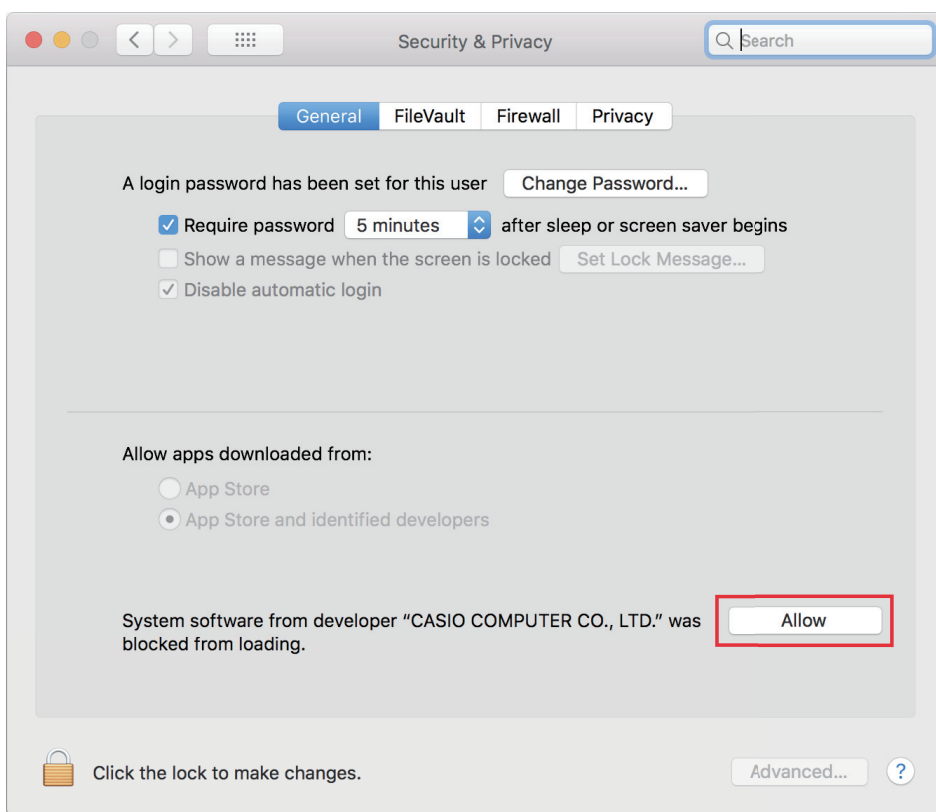 Security & Privacy
Search
General FileVault Firewall Privacy
A login password has been set for this user Change Password...
Require password 5 minutes after sleep or screen saver begins
Show a message when the screen is locked Set Lock Message...
Disable automatic login
Allow apps downloaded from:
App Store
App Store and identified developers
System software from developer “CASIO COMPUTER CO., LTD.” was Allow
blocked from loading.
Click the lock to make changes. Advanced... ?